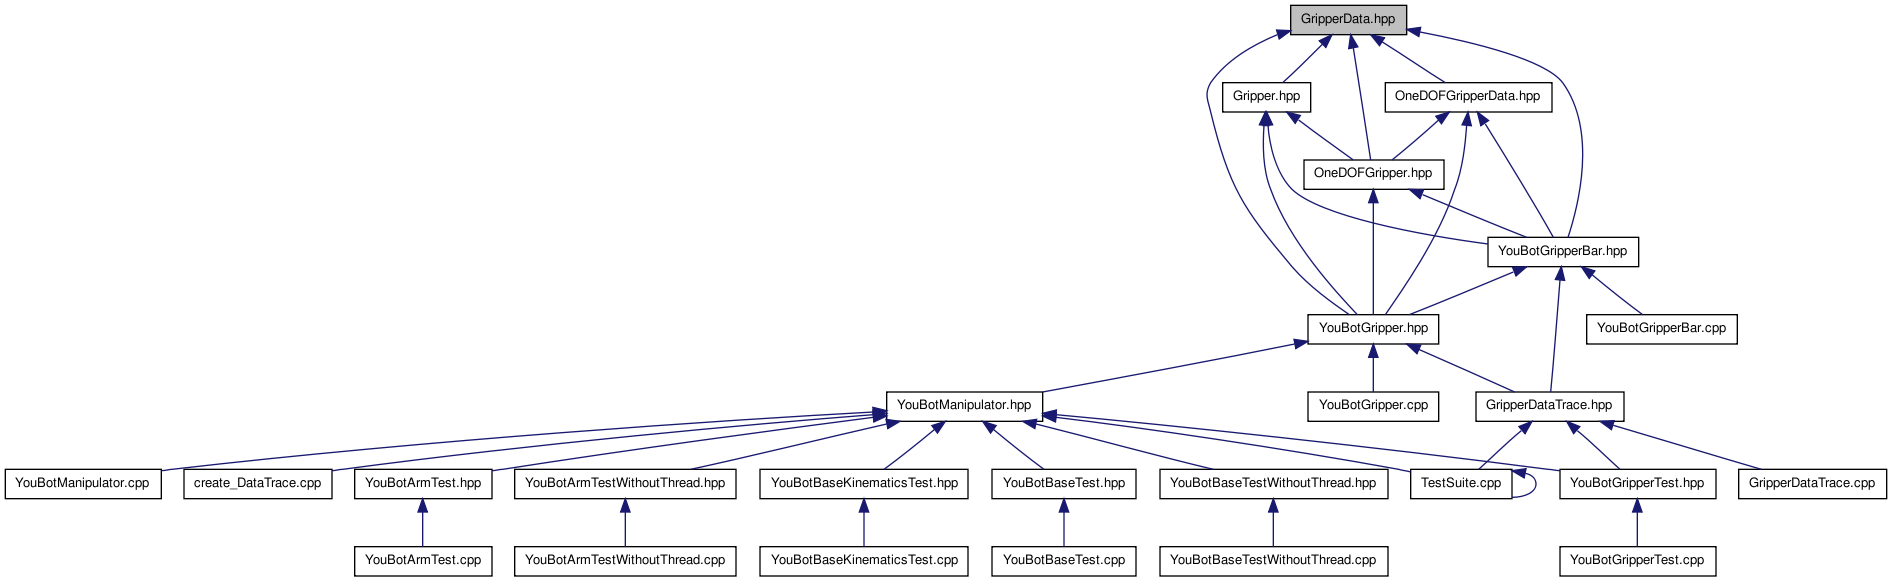 GripperData.hpp
Gripper.hpp
OneDOFGripperData.hpp
OneDOFGripper.hpp
YouBotGripperBar.hpp
YouBotGripper.hpp
YouBotGripperBar.cpp
YouBotManipulator.hpp
YouBotGripper.cpp
GripperDataTrace.hpp
YouBotManipulator.cpp
create_DataTrace.cpp
YouBotArmTest.hpp
YouBotArmTestWithoutThread.hpp
YouBotBaseKinematicsTest.hpp
YouBotBaseTest.hpp
YouBotBaseTestWithoutThread.hpp
TestSuite.cpp
YouBotGripperTest.hpp
GripperDataTrace.cpp
YouBotArmTest.cpp
YouBotArmTestWithoutThread.cpp
YouBotBaseKinematicsTest.cpp
YouBotBaseTest.cpp
YouBotBaseTestWithoutThread.cpp
YouBotGripperTest.cpp